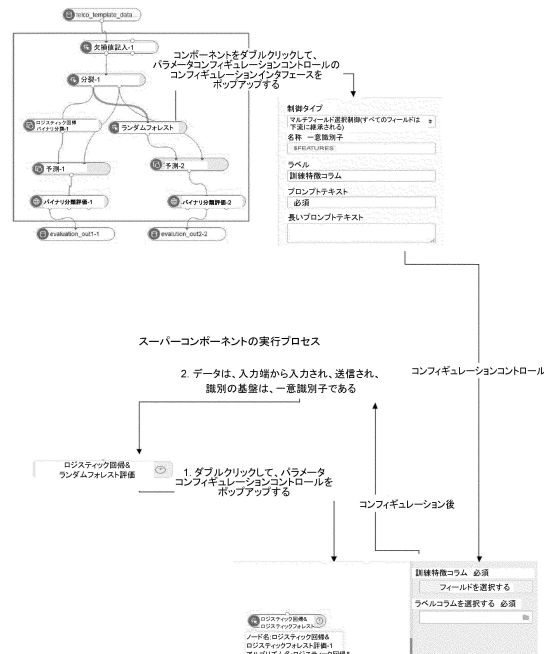 telco_template_data...
欠損値記入-1
コンポーネントをダブルクリックして、
パラメータコンフィギュレーションコントロールの
コンフィギュレーションインタフェースを
ポップアップする
分裂-1
ロジスティック回帰
バイナリ分類-1
ランダムフォレスト
予測-1
予測-2
バイナリ分類評価-1
バイナリ分類評価-2
evaluation_out1-1
evalution_out2-2
制御タイプ
マルチフィールド選択制御(すべてのフィールドは
下流に継承される)
名称 一意識別子
$FEATURES
ラベル
訓練特徴コラム
プロンプトテキスト
必須
長いプロンプトテキスト
スーパーコンポーネントの実行プロセス
コンフィギュレーションコントロール
2. データは、入力端から入力され、送信され、
識別の基盤は、一意識別子である
ロジスティック回帰&
ランダムフォレスト評価
1. ダブルクリックして、パラメータ
コンフィギュレーションコントロールを
ポップアップする
コンフィギュレーション後
訓練特徴コラム 必須
フィールドを選択する
ラベルコラムを選択する 必須
ロジスティック回帰&
ロジスティックフォレスト
ノード名:ロジスティック回帰&
ロジスティックフォレスト評価-1
アルゴリズム名:ロジスティック回帰&